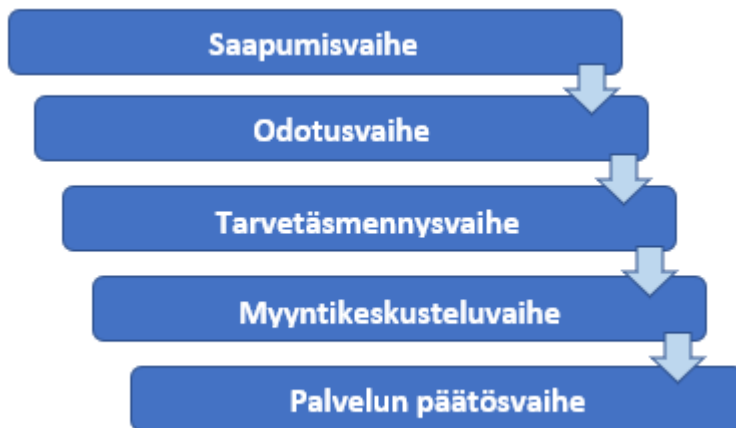 Saapumisvaihe
Odotusvaihe
Tarvetäsmennysvaihe
Myyntikeskusteluvaihe
Palvelun päätösvaihe